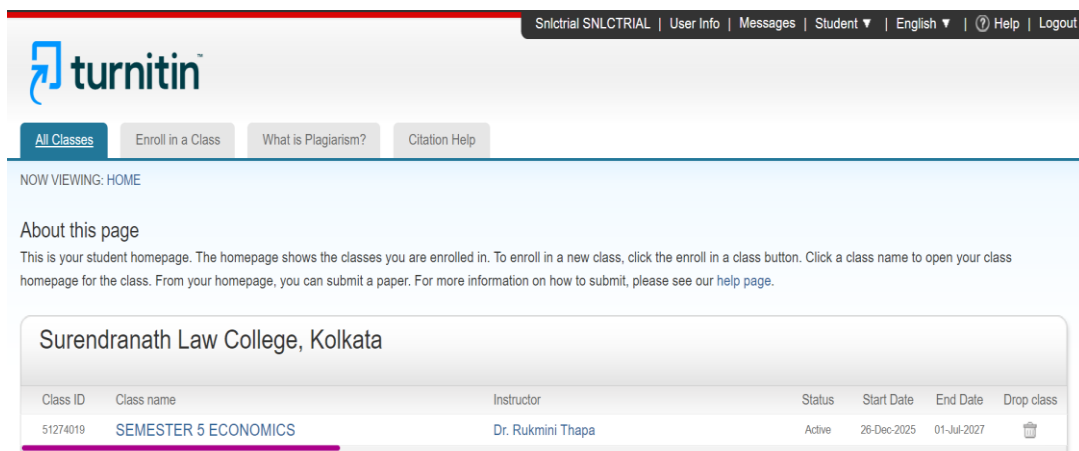 Snlctrial SNLCTRIAL | User Info | Messages | Student ▼ | English ▼ | ? Help | Logout
turnitin
All Classes Enroll in a Class What is Plagiarism? Citation Help
NOW VIEWING: HOME
About this page
This is your student homepage. The homepage shows the classes you are enrolled in. To enroll in a new class, click the enroll in a class button. Click a class name to open your class
homepage for the class. From your homepage, you can submit a paper. For more information on how to submit, please see our help page.
Surendranath Law College, Kolkata
Class ID Class name Instructor Status Start Date End Date Drop class
51274019 SEMESTER 5 ECONOMICS Dr. Rukmini Thapa Active 26-Dec-2025 01-Jul-2027